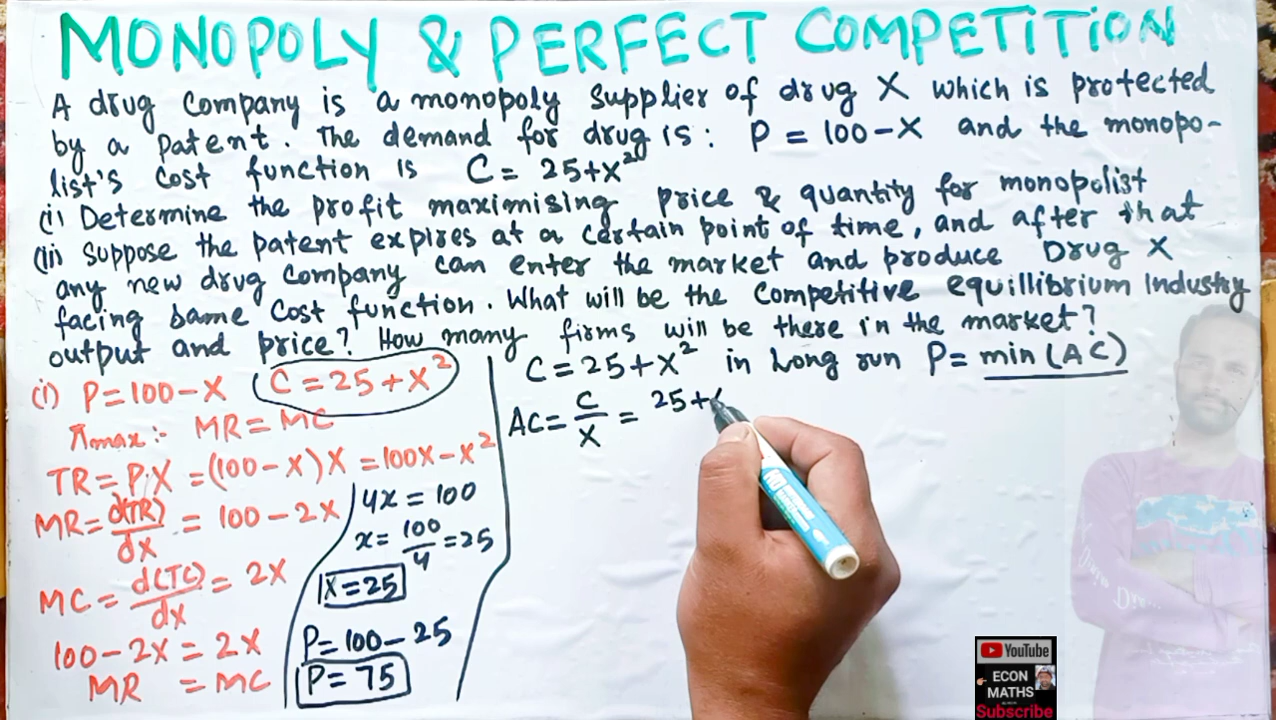 MONOPOLY & PERFECT COMPETITION
A drug company is a monopoly supplier of drug X which is protected
by a patent. The demand for drug is: P = 100 - X and the monopo-
list's cost function is C = 25 + X²
(i) Determine the profit maximising price & quantity for monopolist
(ii) Suppose the patent expires at a certain point of time, and after that
any new drug company can enter the market and produce Drug X
facing same cost function. What will be the competitive equillibrium industry
output and price? How many firms will be there in the market?
(i) P = 100 - X C = 25 + X²
πmax :- MR = MC
TR = P.X = (100 - X) X = 100X - X²
MR = d(TR)/dx = 100 - 2X
MC = d(TC)/dx = 2X
100 - 2X = 2X
MR = MC
4x = 100
x = 100/4 = 25
X = 25
P = 100 - 25
P = 75
C = 25 + X² in Long run P = min (AC)
AC = C/X = 25 +
YouTube
ECON
MATHS
Subscribe